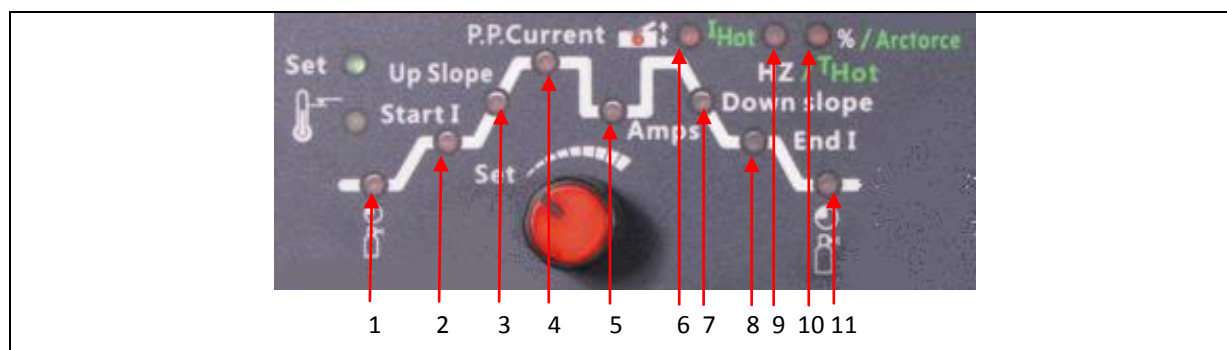 P.P.Current IHot % / Arctorce
Set Up Slope HZ / THot
Start I Amps Down slope
End I
Set
1 2 3 4 5 6 7 8 9 10 11